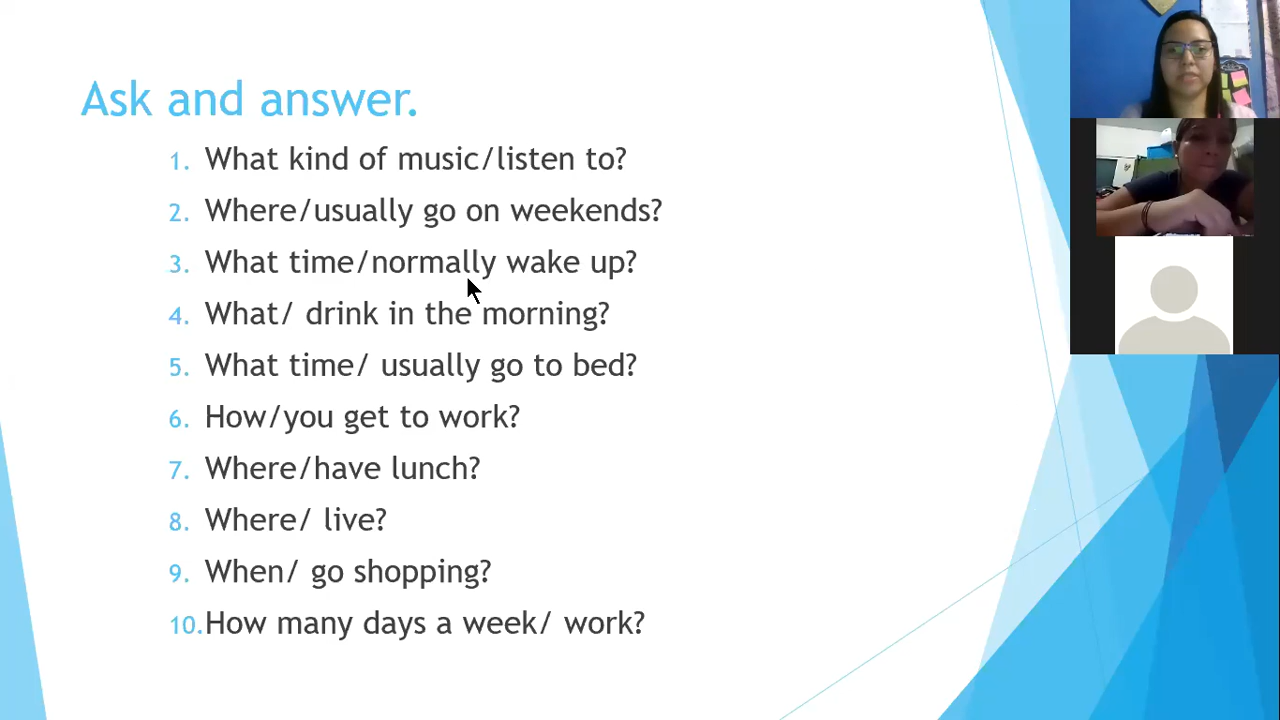 Ask and answer.
1. What kind of music/listen to?
2. Where/usually go on weekends?
3. What time/normally wake up?
4. What/ drink in the morning?
5. What time/ usually go to bed?
6. How/you get to work?
7. Where/have lunch?
8. Where/ live?
9. When/ go shopping?
10. How many days a week/ work?